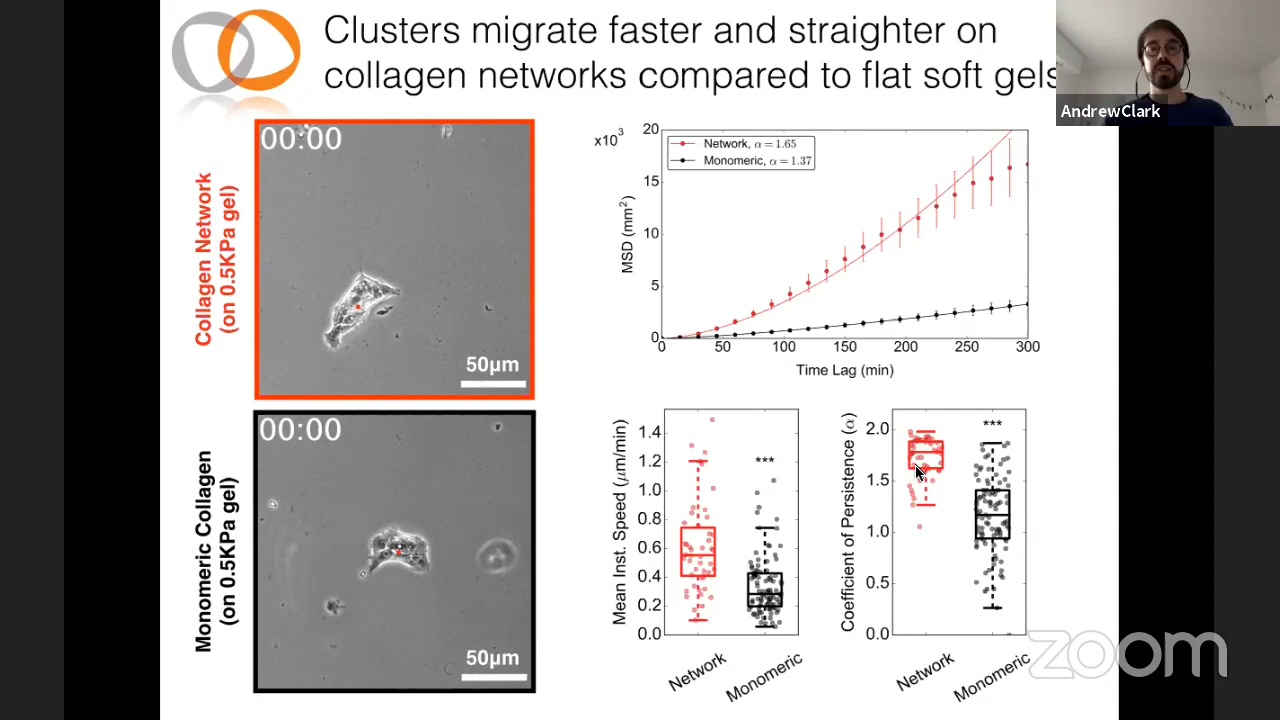 Clusters migrate faster and straighter on
collagen networks compared to flat soft gels
AndrewClark
Collagen Network
(on 0.5KPa gel)
00:00
50µm
Monomeric Collagen
(on 0.5KPa gel)
00:00
50µm
x10³
MSD (mm²)
20
15
10
5
0
Network, α = 1.65
Monomeric, α = 1.37
0 50 100 150 200 250 300
Time Lag (min)
Mean Inst. Speed (µm/min)
1.4
1.2
1.0
0.8
0.6
0.4
0.2
0.0
***
Network Monomeric
Coefficient of Persistence (α)
2.0
1.5
1.0
0.5
0.0
***
Network Monomeric
zoom